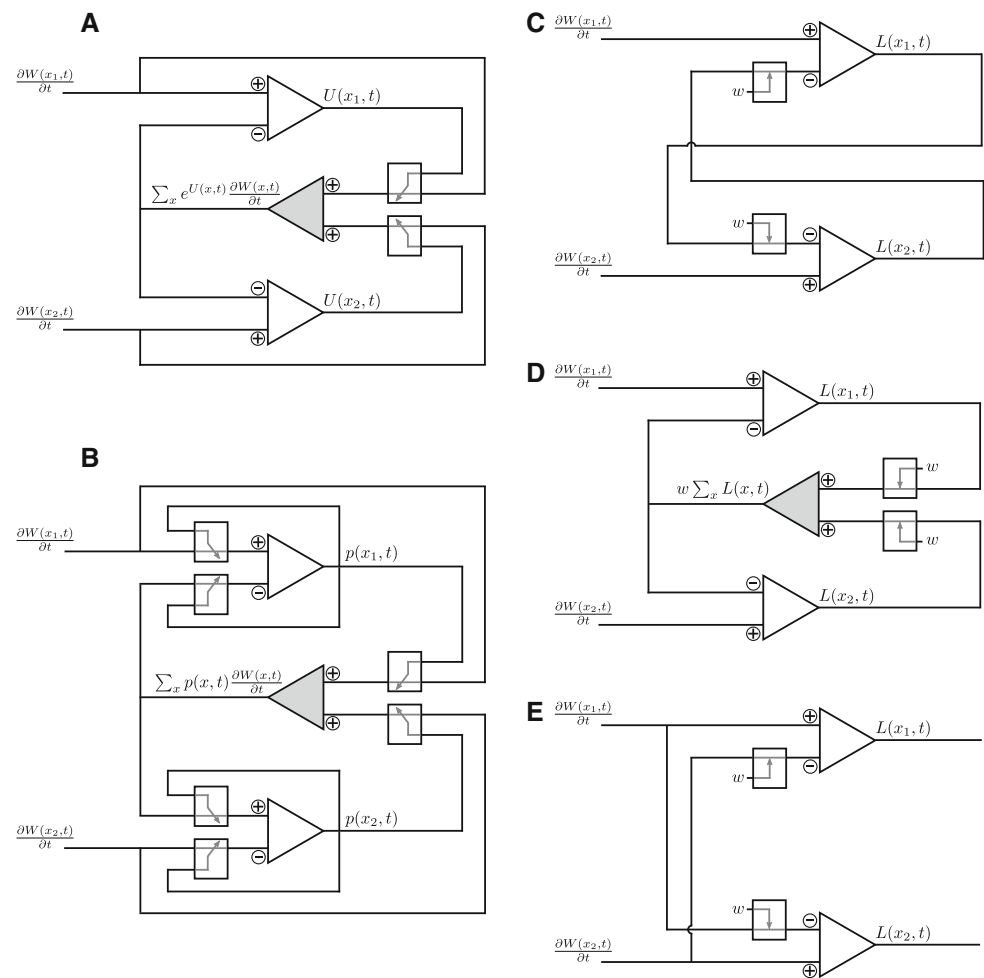 A
∂W(x₁,t)/∂t
⊕
U(x₁,t)
⊖
∑ₓ e^{U(x,t)} ∂W(x,t)/∂t
⊕
⊕
⊖
U(x₂,t)
∂W(x₂,t)/∂t
⊕
B
∂W(x₁,t)/∂t
⊕
p(x₁,t)
⊖
∑ₓ p(x,t) ∂W(x,t)/∂t
⊕
⊕
⊕
p(x₂,t)
∂W(x₂,t)/∂t
⊖
C
∂W(x₁,t)/∂t
⊕
L(x₁,t)
w
⊖
w
⊖
L(x₂,t)
∂W(x₂,t)/∂t
⊕
D
∂W(x₁,t)/∂t
⊕
L(x₁,t)
⊖
w
w ∑ₓ L(x,t)
⊕
⊕
w
⊖
L(x₂,t)
∂W(x₂,t)/∂t
⊕
E
∂W(x₁,t)/∂t
⊕
L(x₁,t)
w
⊖
w
⊖
L(x₂,t)
∂W(x₂,t)/∂t
⊕